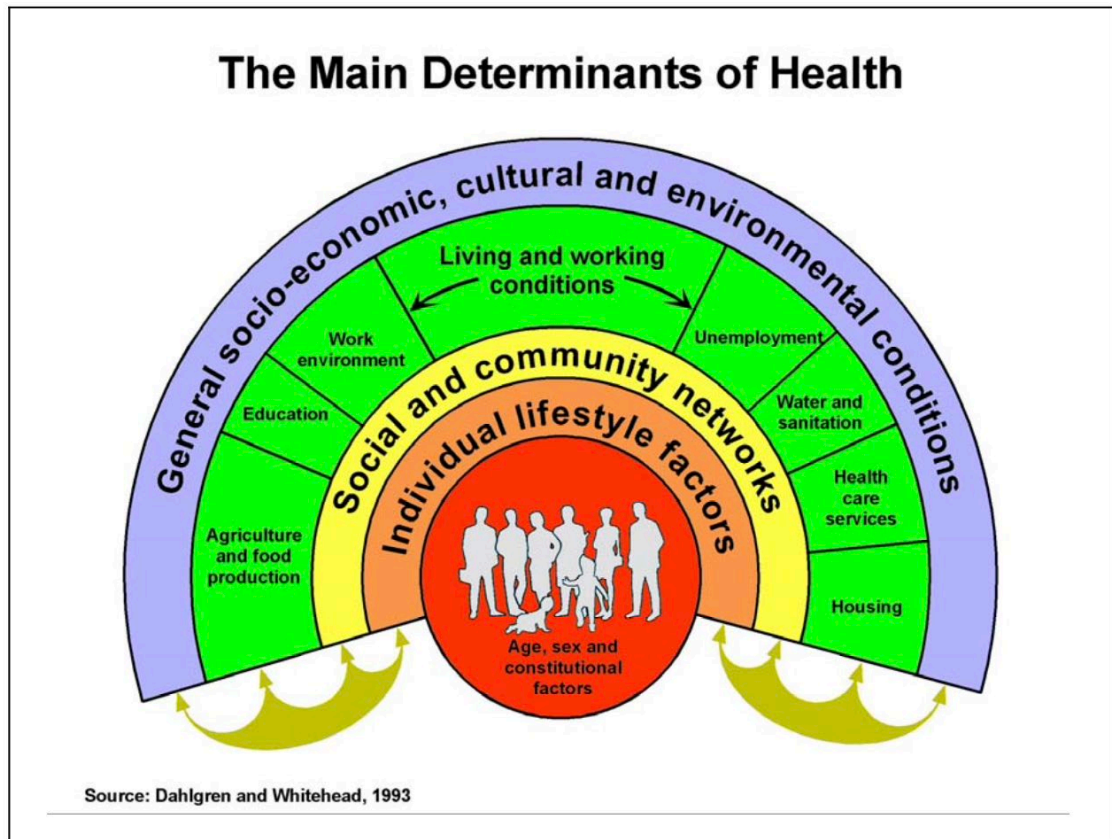 The Main Determinants of Health
General socio-economic, cultural and environmental conditions
Living and working
conditions
Work
environment
Education
Agriculture
and food
production
Unemployment
Water and
sanitation
Health
care
services
Housing
Social and community networks
Individual lifestyle factors
Age, sex and
constitutional
factors
Source: Dahlgren and Whitehead, 1993